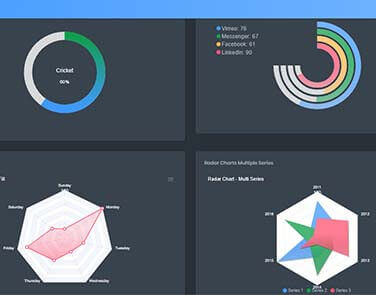 Vimeo: 76
Messenger: 67
Facebook: 61
LinkedIn: 90
Cricket
60%
Radar Charts Multiple Series
Radar Chart - Multi Series
Sunday
Monday
Tuesday
Wednesday
Thursday
Friday
Saturday
2011
2012
2013
2014
2015
2016
Series 1
Series 2
Series 3